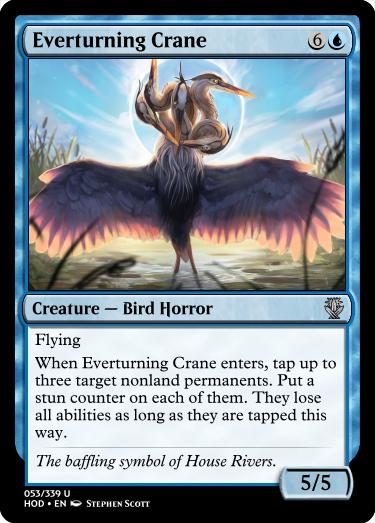 Everturning Crane 6
Creature — Bird Horror
Flying
When Everturning Crane enters, tap up to
three target nonland permanents. Put a
stun counter on each of them. They lose
all abilities as long as they are tapped this
way.
The baffling symbol of House Rivers.
5/5
053/339 U
HOD • EN STEPHEN SCOTT